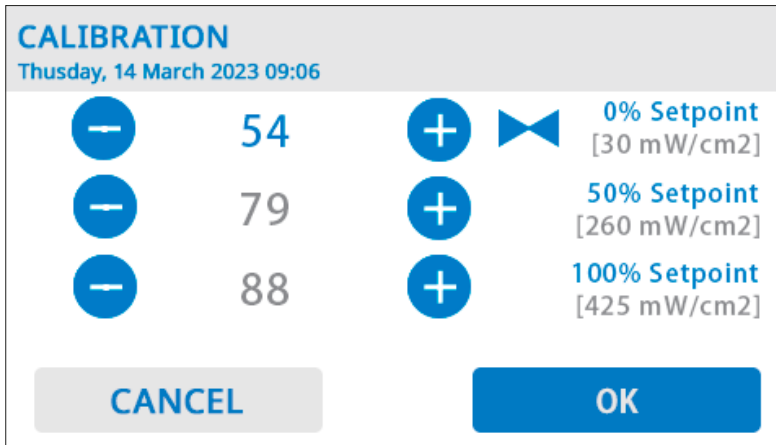 CALIBRATION
Thusday, 14 March 2023 09:06
54
0% Setpoint
[30 mW/cm2]
79
50% Setpoint
[260 mW/cm2]
88
100% Setpoint
[425 mW/cm2]
CANCEL
OK